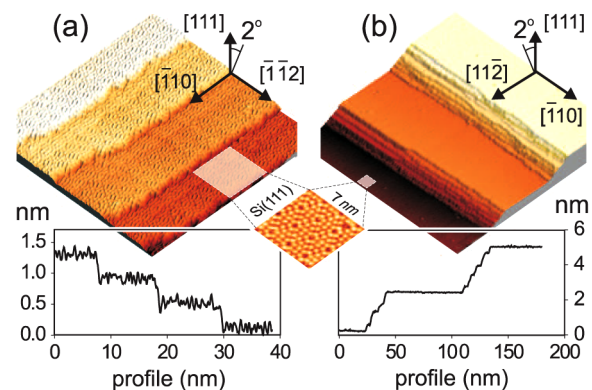 (a)
[111]
2°
[1̄10]
[1̄1̄2]
(b)
[111]
2°
[112̄]
[1̄10]
Si(111)
7nm
nm
1.5
1.0
0.5
0.0
0 10 20 30 40
profile (nm)
nm
6
4
2
0
0 50 100 150 200
profile (nm)